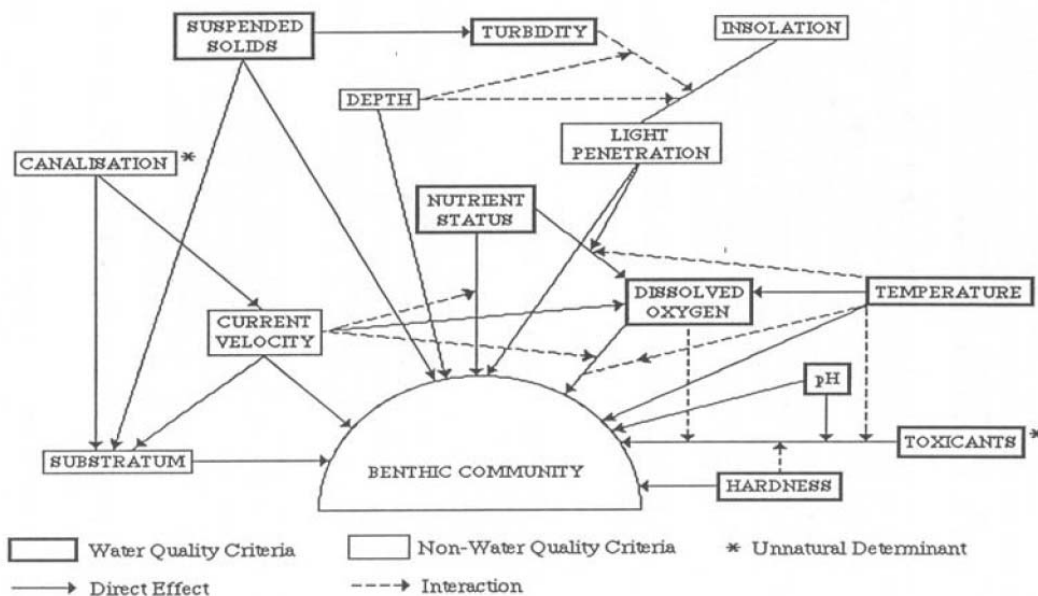 SUSPENDED
SOLIDS
TURBIDITY
INSOLATION
DEPTH
LIGHT
PENETRATION
CANALISATION *
NUTRIENT
STATUS
DISSOLVED
OXYGEN
TEMPERATURE
CURRENT
VELOCITY
pH
SUBSTRATUM
TOXICANTS *
BENTHIC COMMUNITY
HARDNESS
Water Quality Criteria
Non-Water Quality Criteria
* Unnatural Determinant
Direct Effect
Interaction